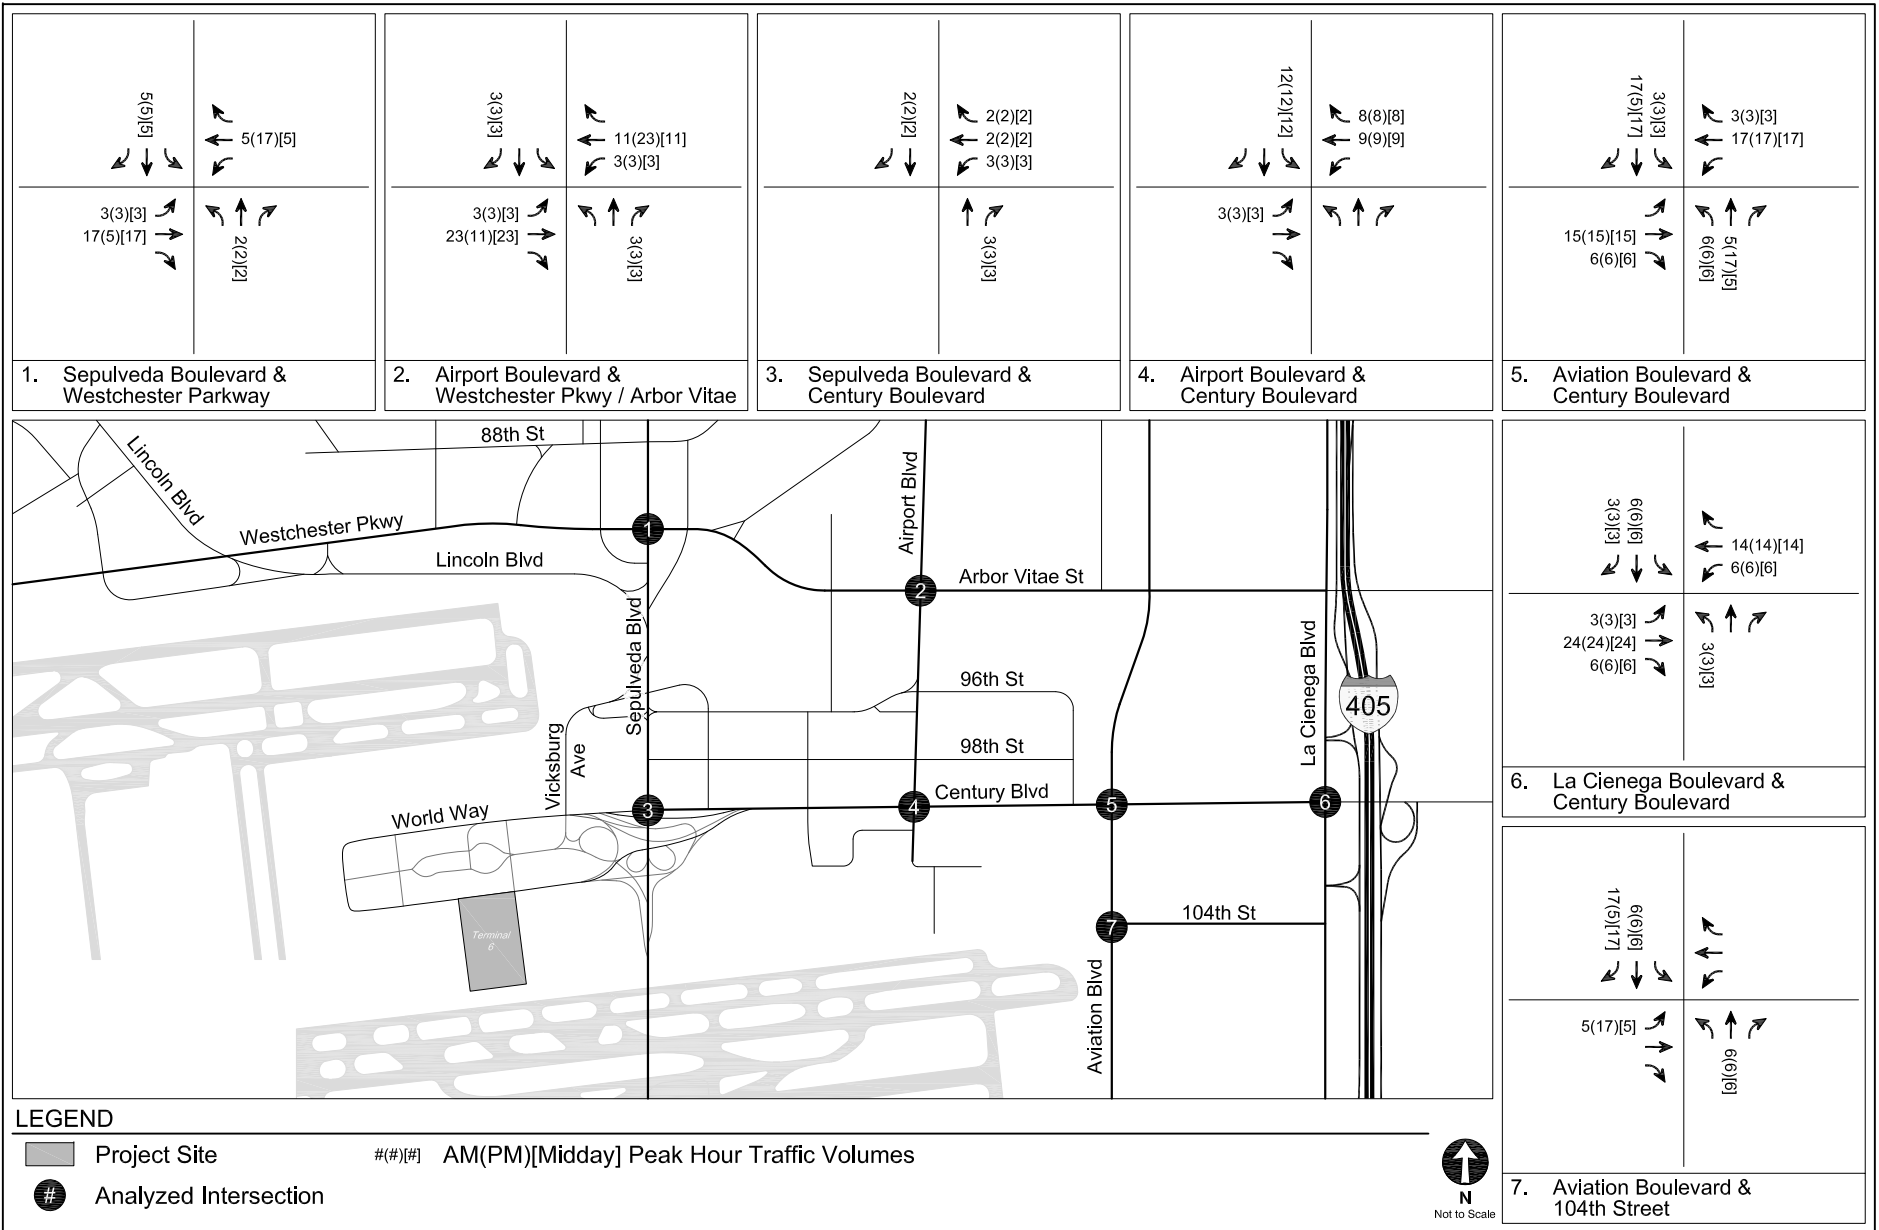 5(5)[5]
5(17)[5]
3(3)[3]
17(5)[17]
2(2)[2]
1. Sepulveda Boulevard &
Westchester Parkway
3(3)[3]
11(23)[11]
3(3)[3]
3(3)[3]
23(11)[23]
3(3)[3]
2. Airport Boulevard &
Westchester Pkwy / Arbor Vitae
2(2)[2]
2(2)[2]
2(2)[2]
3(3)[3]
3(3)[3]
3. Sepulveda Boulevard &
Century Boulevard
12(12)[12]
8(8)[8]
9(9)[9]
3(3)[3]
4. Airport Boulevard &
Century Boulevard
17(5)[17]
3(3)[3]
3(3)[3]
17(17)[17]
15(15)[15]
6(6)[6]
6(6)[6]
5(17)[5]
5. Aviation Boulevard &
Century Boulevard
3(3)[3]
6(6)[6]
14(14)[14]
6(6)[6]
3(3)[3]
24(24)[24]
6(6)[6]
3(3)[3]
6. La Cienega Boulevard &
Century Boulevard
17(5)[17]
6(6)[6]
5(17)[5]
6(6)[6]
7. Aviation Boulevard &
104th Street
88th St
Lincoln Blvd
Westchester Pkwy
Lincoln Blvd
Airport Blvd
Arbor Vitae St
Sepulveda Blvd
La Cienega Blvd
96th St
405
98th St
Vicksburg
Ave
Century Blvd
World Way
104th St
Terminal
6
Aviation Blvd
1
2
3
4
5
6
7
LEGEND
Project Site
#(#)[#] AM(PM)[Midday] Peak Hour Traffic Volumes
# Analyzed Intersection
N
Not to Scale